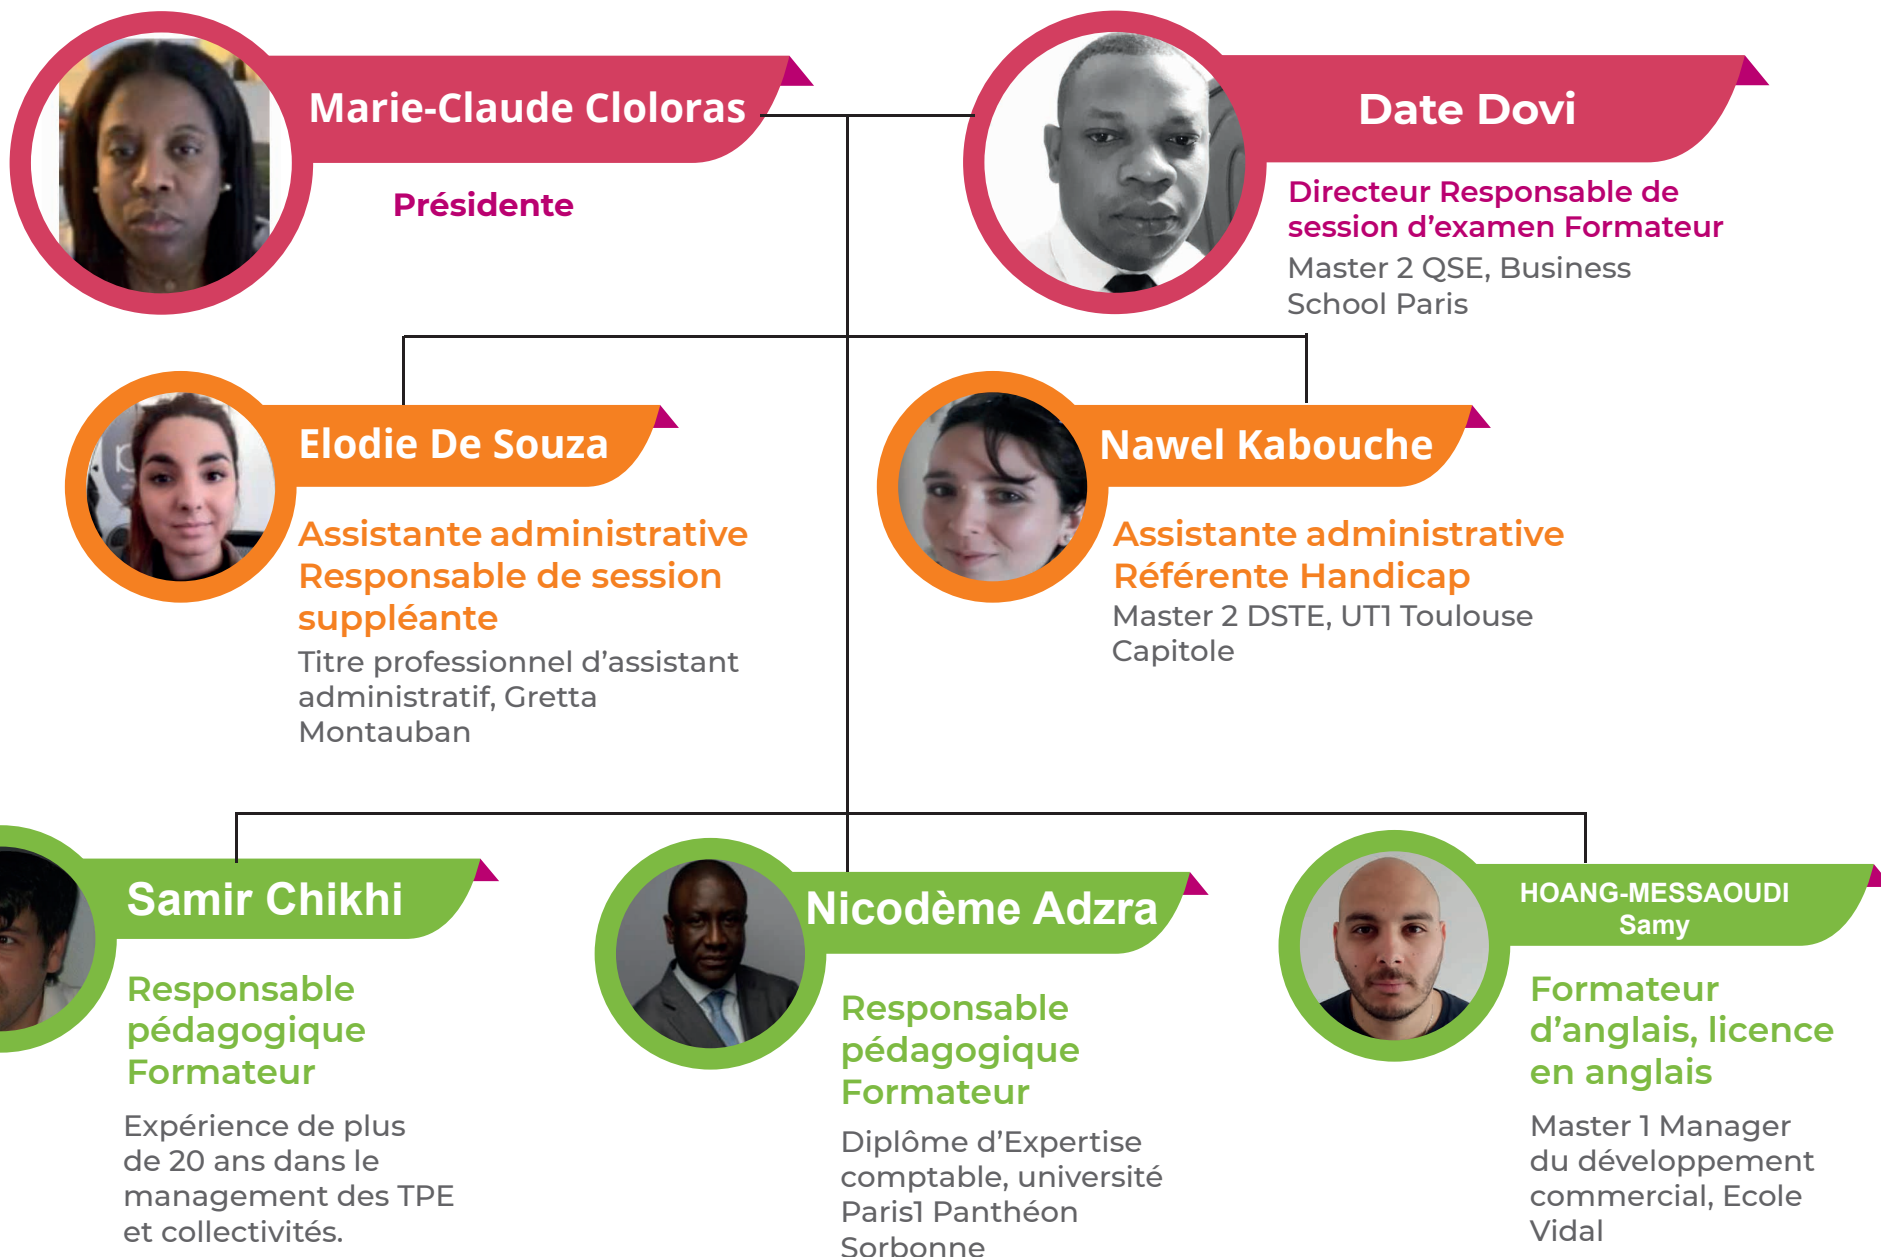 Marie-Claude Cloloras
Présidente
Date Dovi
Directeur Responsable de
session d’examen Formateur
Master 2 QSE, Business
School Paris
Elodie De Souza
Assistante administrative
Responsable de session
suppléante
Titre professionnel d’assistant
administratif, Gretta
Montauban
Nawel Kabouche
Assistante administrative
Référente Handicap
Master 2 DSTE, UT1 Toulouse
Capitole
Samir Chikhi
Responsable
pédagogique
Formateur
Expérience de plus
de 20 ans dans le
management des TPE
et collectivités.
Nicodème Adzra
Responsable
pédagogique
Formateur
Diplôme d’Expertise
comptable, université
Paris1 Panthéon
Sorbonne
HOANG-MESSAOUDI
Samy
Formateur
d’anglais, licence
en anglais
Master 1 Manager
du développement
commercial, Ecole
Vidal